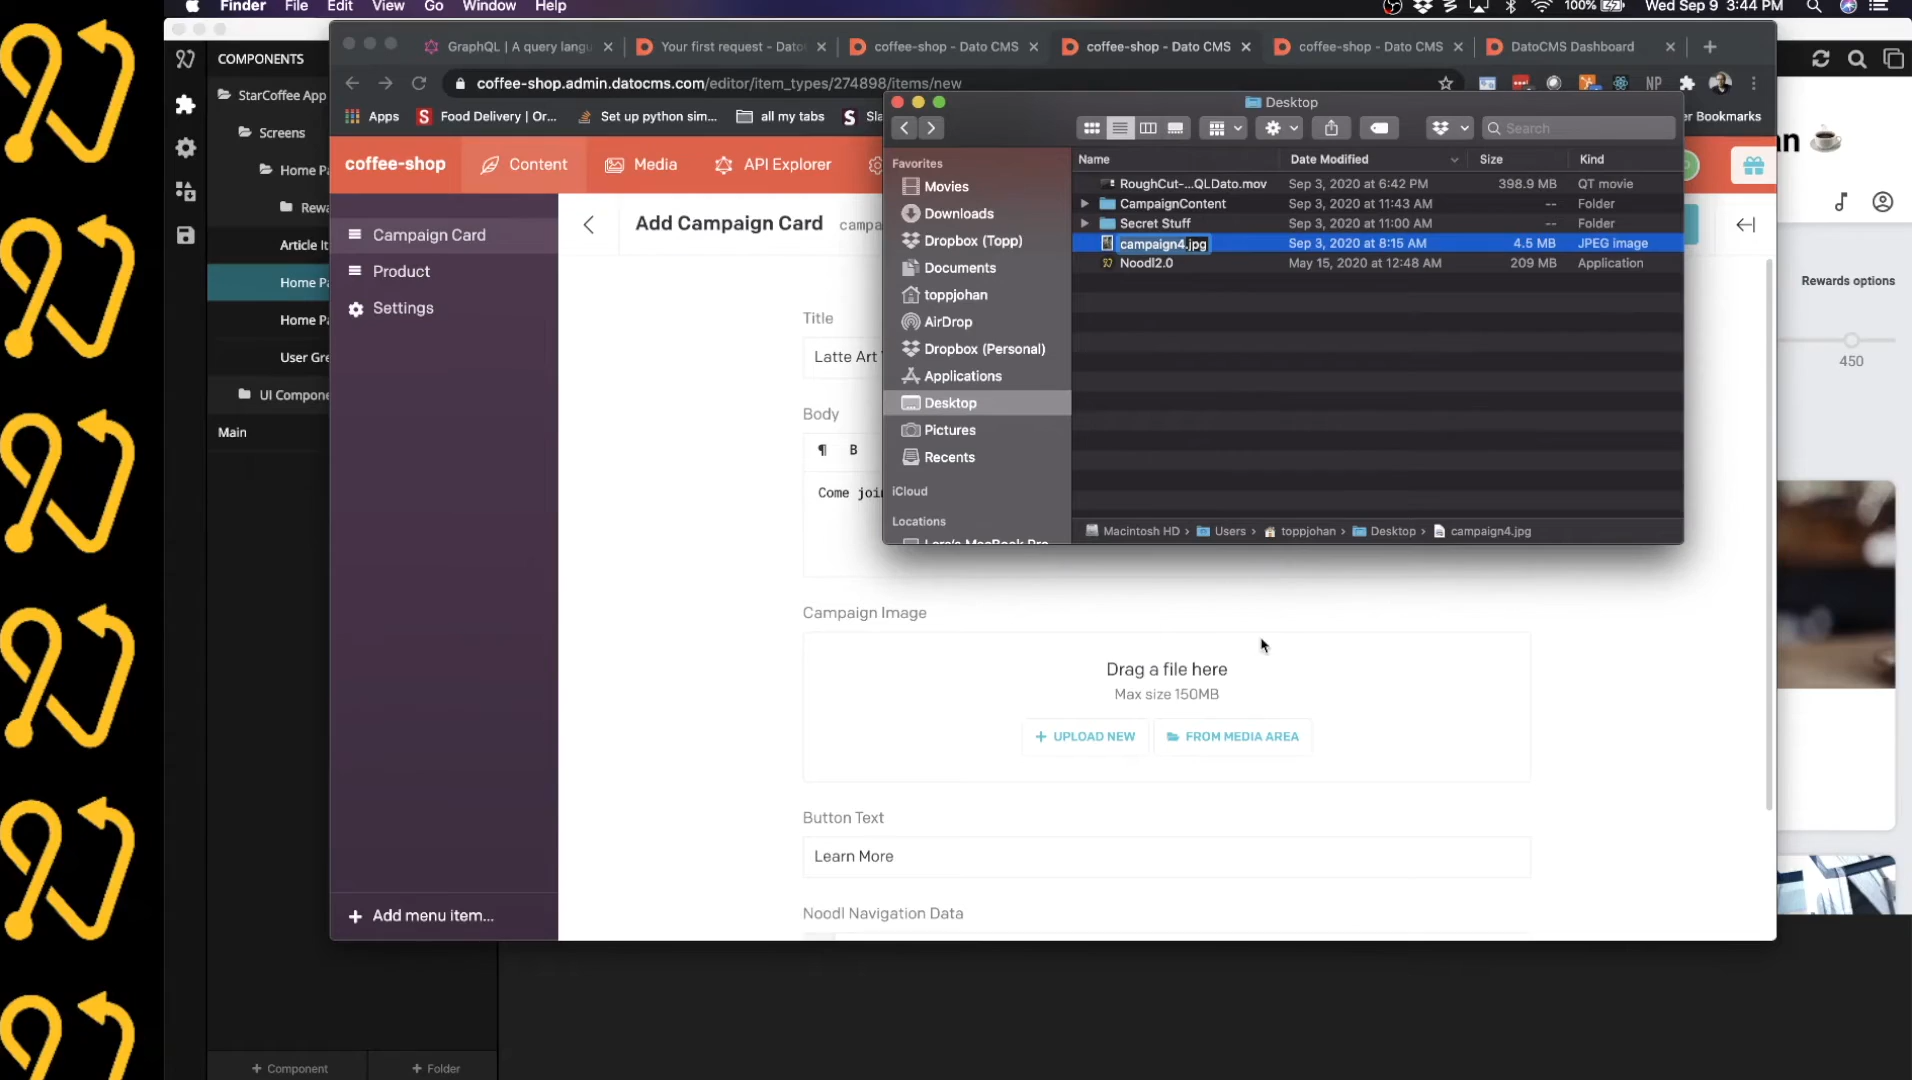 Finder File Edit View Go Window Help
100% Wed Sep 9 3:44 PM
COMPONENTS
StarCoffee App
Screens
Home Pa
Rewa
Article It
Home Pa
Home Pa
User Gre
UI Compone
Main
+ Component + Folder
GraphQL | A query langu
Your first request - Dato
coffee-shop - Dato CMS
coffee-shop - Dato CMS
coffee-shop - Dato CMS
DatoCMS Dashboard
coffee-shop.admin.datocms.com/editor/item_types/274898/items/new
NP
Apps
Food Delivery | Or...
Set up python sim...
all my tabs
Sla
er Bookmarks
coffee-shop
Content
Media
API Explorer
Campaign Card
Product
Settings
+ Add menu item...
Add Campaign Card campa
Title
Latte Art
Body
¶ B
Come join
Campaign Image
Drag a file here
Max size 150MB
+ UPLOAD NEW
FROM MEDIA AREA
Button Text
Learn More
Noodl Navigation Data
Desktop
Search
Favorites
Movies
Downloads
Dropbox (Topp)
Documents
toppjohan
AirDrop
Dropbox (Personal)
Applications
Desktop
Pictures
Recents
iCloud
Locations
Name Date Modified Size Kind
RoughCut-...QLDato.mov Sep 3, 2020 at 6:42 PM 398.9 MB QT movie
CampaignContent Sep 3, 2020 at 11:43 AM -- Folder
Secret Stuff Sep 3, 2020 at 11:00 AM -- Folder
campaign4.jpg Sep 3, 2020 at 8:15 AM 4.5 MB JPEG image
Noodl2.0 May 15, 2020 at 12:48 AM 209 MB Application
Macintosh HD › Users › toppjohan › Desktop › campaign4.jpg
Rewards options
450